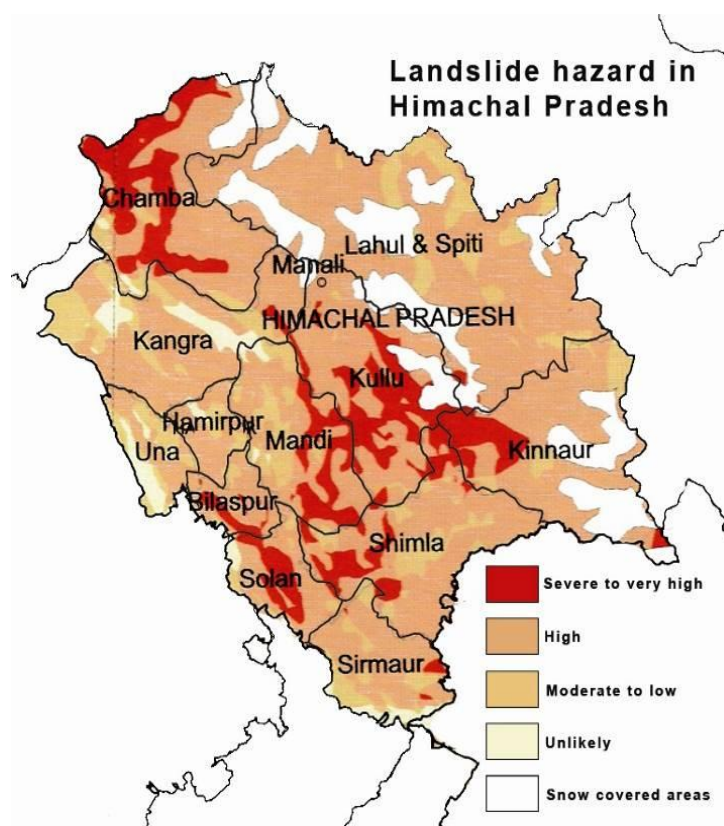 Landslide hazard in
Himachal Pradesh
Chamba
Lahul & Spiti
Manali
HIMACHAL PRADESH
Kangra
Kullu
Hamirpur
Mandi
Una
Kinnaur
Bilaspur
Shimla
Solan
Sirmaur
Severe to very high
High
Moderate to low
Unlikely
Snow covered areas